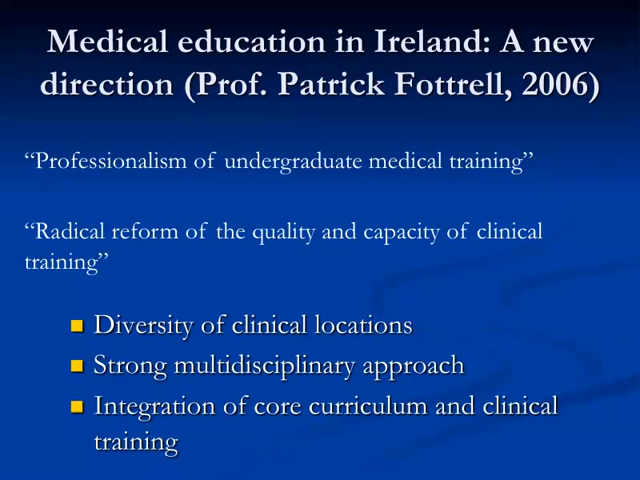 Medical education in Ireland: A new
direction (Prof. Patrick Fottrell, 2006)
“Professionalism of undergraduate medical training”
“Radical reform of the quality and capacity of clinical
training”
Diversity of clinical locations
Strong multidisciplinary approach
Integration of core curriculum and clinical
training